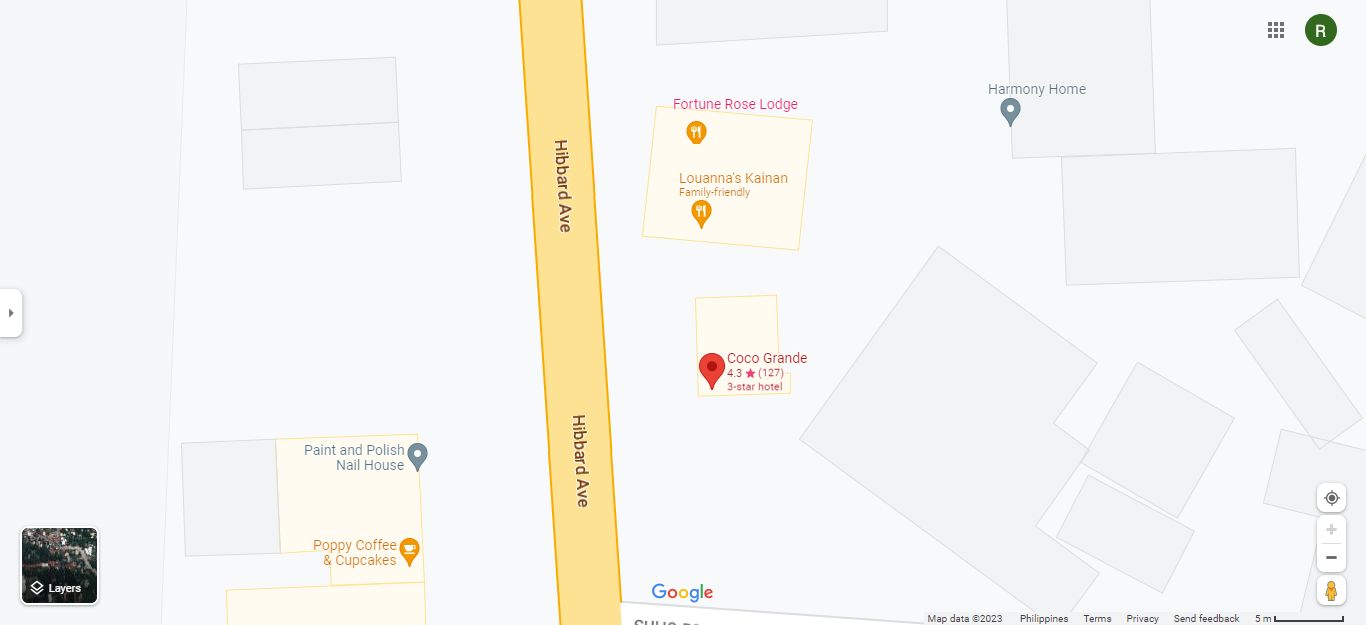 R
Harmony Home
Fortune Rose Lodge
Hibbard Ave
Louanna's Kainan
Family-friendly
Coco Grande
4.3 ★ (127)
3-star hotel
Hibbard Ave
Paint and Polish
Nail House
Poppy Coffee
& Cupcakes
Layers
Google
Map data ©2023 Philippines Terms Privacy Send feedback 5 m